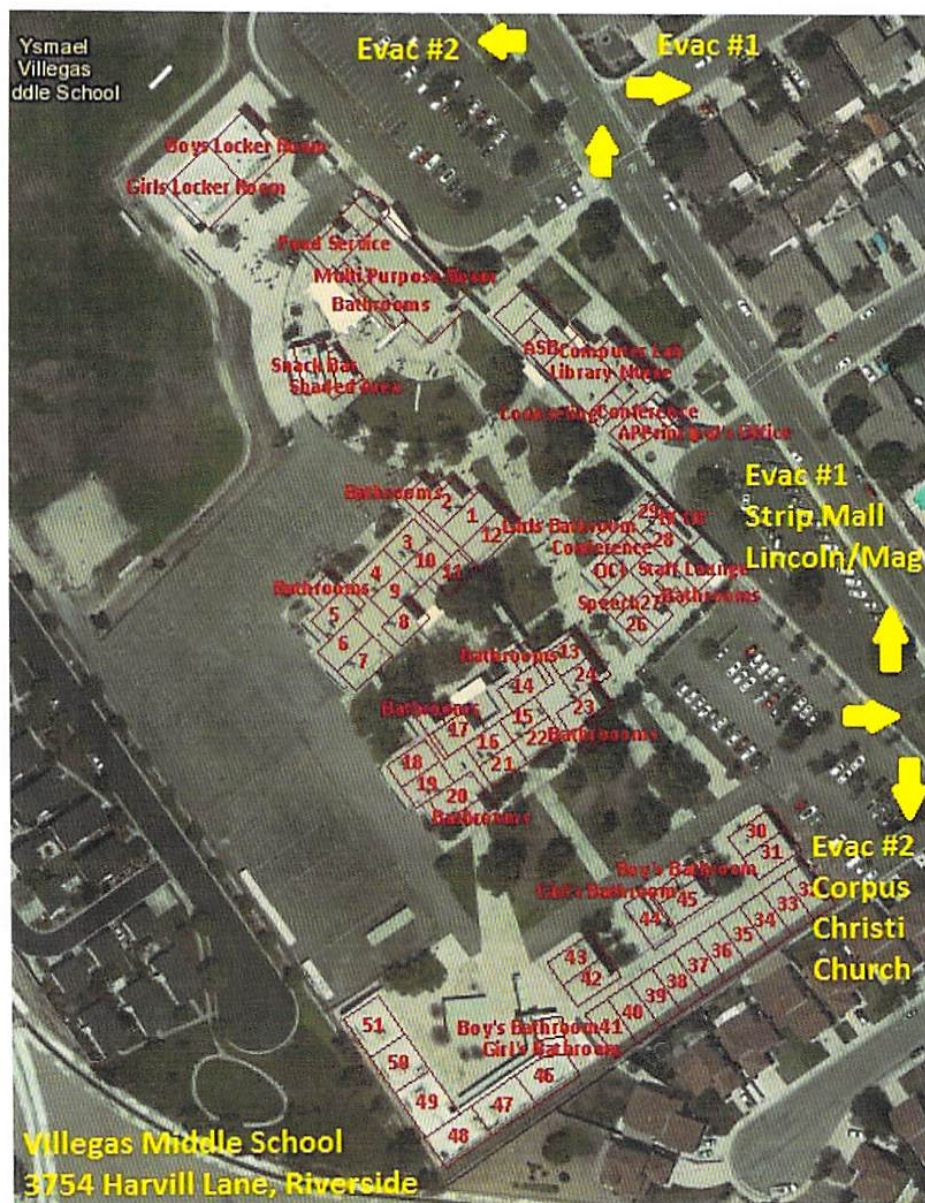 Ysmael
Villegas
ddle School
Evac #2
Evac #1
Boys Locker Room
Girls Locker Room
Food Service
Multi Purpose Room
Bathrooms
Snack Bar
Shaded Area
ASB
Computer Lab
Library Nurse
Counseling
Conference
AP
Principal's Office
Evac #1
Strip Mall
Lincoln/Mag
Bathrooms
2
1
12
3
10
11
4
9
Bathrooms
5
8
6
7
29
Girls Bathroom
28
Conference
OCI
Staff Lounge
Speech
27
Bathrooms
26
Bathrooms
13
14
24
23
Bathrooms
17
15
22
Bathrooms
16
18
21
19
20
Bathrooms
30
31
Evac #2
Corpus
Christi
Church
Boy's Bathroom
Girl's Bathroom
45
44
32
33
34
35
36
37
38
39
40
43
42
Boy's Bathroom
41
Girl's Bathroom
51
50
49
46
47
48
Villegas Middle School
3754 Harvill Lane, Riverside